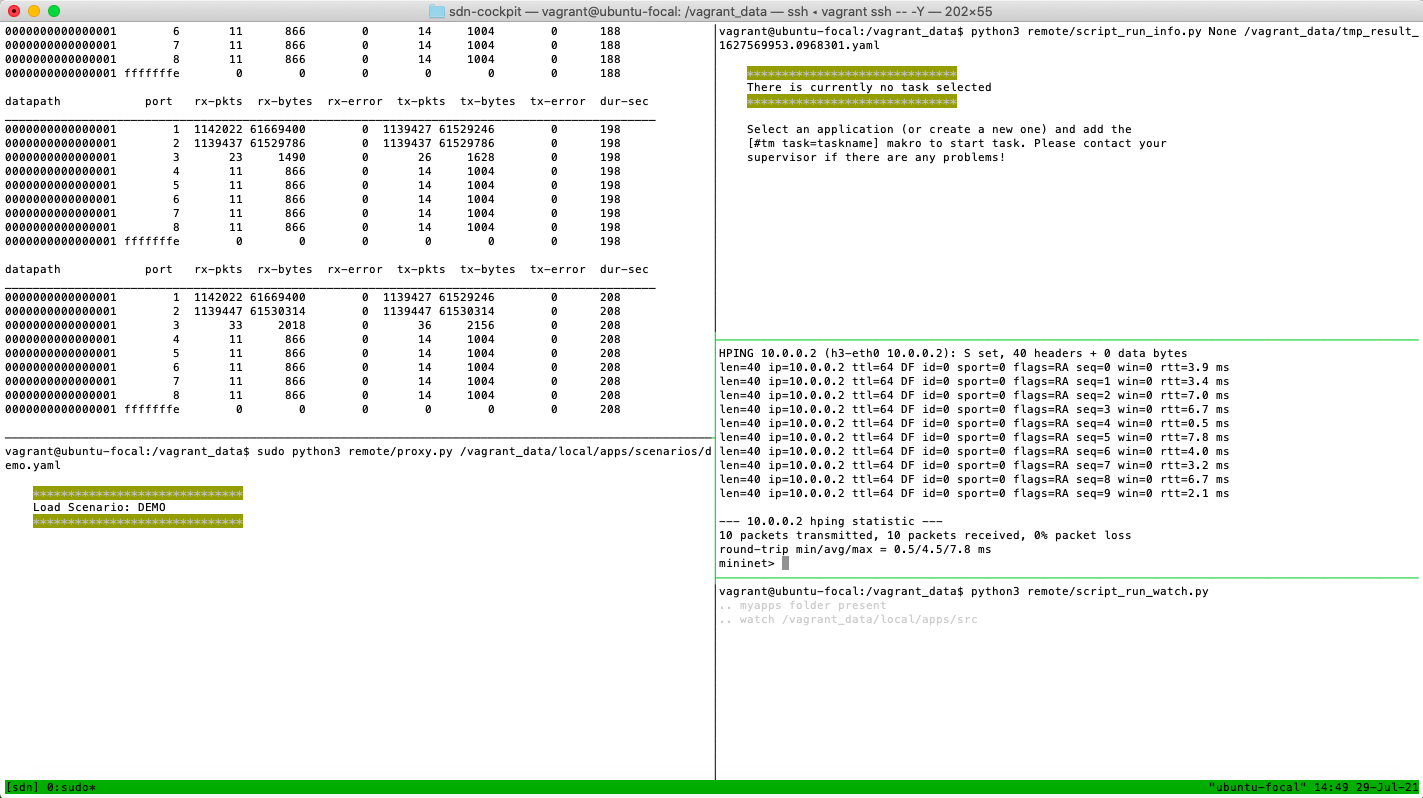 sdn-cockpit — vagrant@ubuntu-focal: /vagrant_data — ssh ◂ vagrant ssh -- -Y — 202×55
0000000000000001 6 11 866 0 14 1004 0 188
0000000000000001 7 11 866 0 14 1004 0 188
0000000000000001 8 11 866 0 14 1004 0 188
0000000000000001 fffffffe 0 0 0 0 0 0 188
datapath port rx-pkts rx-bytes rx-error tx-pkts tx-bytes tx-error dur-sec
0000000000000001 1 1142022 61669400 0 1139427 61529246 0 198
0000000000000001 2 1139437 61529786 0 1139437 61529786 0 198
0000000000000001 3 23 1490 0 26 1628 0 198
0000000000000001 4 11 866 0 14 1004 0 198
0000000000000001 5 11 866 0 14 1004 0 198
0000000000000001 6 11 866 0 14 1004 0 198
0000000000000001 7 11 866 0 14 1004 0 198
0000000000000001 8 11 866 0 14 1004 0 198
0000000000000001 fffffffe 0 0 0 0 0 0 198
datapath port rx-pkts rx-bytes rx-error tx-pkts tx-bytes tx-error dur-sec
0000000000000001 1 1142022 61669400 0 1139427 61529246 0 208
0000000000000001 2 1139447 61530314 0 1139447 61530314 0 208
0000000000000001 3 33 2018 0 36 2156 0 208
0000000000000001 4 11 866 0 14 1004 0 208
0000000000000001 5 11 866 0 14 1004 0 208
0000000000000001 6 11 866 0 14 1004 0 208
0000000000000001 7 11 866 0 14 1004 0 208
0000000000000001 8 11 866 0 14 1004 0 208
0000000000000001 fffffffe 0 0 0 0 0 0 208
vagrant@ubuntu-focal:/vagrant_data$ sudo python3 remote/proxy.py /vagrant_data/local/apps/scenarios/d
emo.yaml
******************************
Load Scenario: DEMO
******************************
vagrant@ubuntu-focal:/vagrant_data$ python3 remote/script_run_info.py None /vagrant_data/tmp_result_
1627569953.0968301.yaml
******************************
There is currently no task selected
******************************
Select an application (or create a new one) and add the
[#tm task=taskname] makro to start task. Please contact your
supervisor if there are any problems!
HPING 10.0.0.2 (h3-eth0 10.0.0.2): S set, 40 headers + 0 data bytes
len=40 ip=10.0.0.2 ttl=64 DF id=0 sport=0 flags=RA seq=0 win=0 rtt=3.9 ms
len=40 ip=10.0.0.2 ttl=64 DF id=0 sport=0 flags=RA seq=1 win=0 rtt=3.4 ms
len=40 ip=10.0.0.2 ttl=64 DF id=0 sport=0 flags=RA seq=2 win=0 rtt=7.0 ms
len=40 ip=10.0.0.2 ttl=64 DF id=0 sport=0 flags=RA seq=3 win=0 rtt=6.7 ms
len=40 ip=10.0.0.2 ttl=64 DF id=0 sport=0 flags=RA seq=4 win=0 rtt=0.5 ms
len=40 ip=10.0.0.2 ttl=64 DF id=0 sport=0 flags=RA seq=5 win=0 rtt=7.8 ms
len=40 ip=10.0.0.2 ttl=64 DF id=0 sport=0 flags=RA seq=6 win=0 rtt=4.0 ms
len=40 ip=10.0.0.2 ttl=64 DF id=0 sport=0 flags=RA seq=7 win=0 rtt=3.2 ms
len=40 ip=10.0.0.2 ttl=64 DF id=0 sport=0 flags=RA seq=8 win=0 rtt=6.7 ms
len=40 ip=10.0.0.2 ttl=64 DF id=0 sport=0 flags=RA seq=9 win=0 rtt=2.1 ms
--- 10.0.0.2 hping statistic ---
10 packets transmitted, 10 packets received, 0% packet loss
round-trip min/avg/max = 0.5/4.5/7.8 ms
mininet>
vagrant@ubuntu-focal:/vagrant_data$ python3 remote/script_run_watch.py
.. myapps folder present
.. watch /vagrant_data/local/apps/src
[sdn] 0:sudo* "ubuntu-focal" 14:49 29-Jul-21